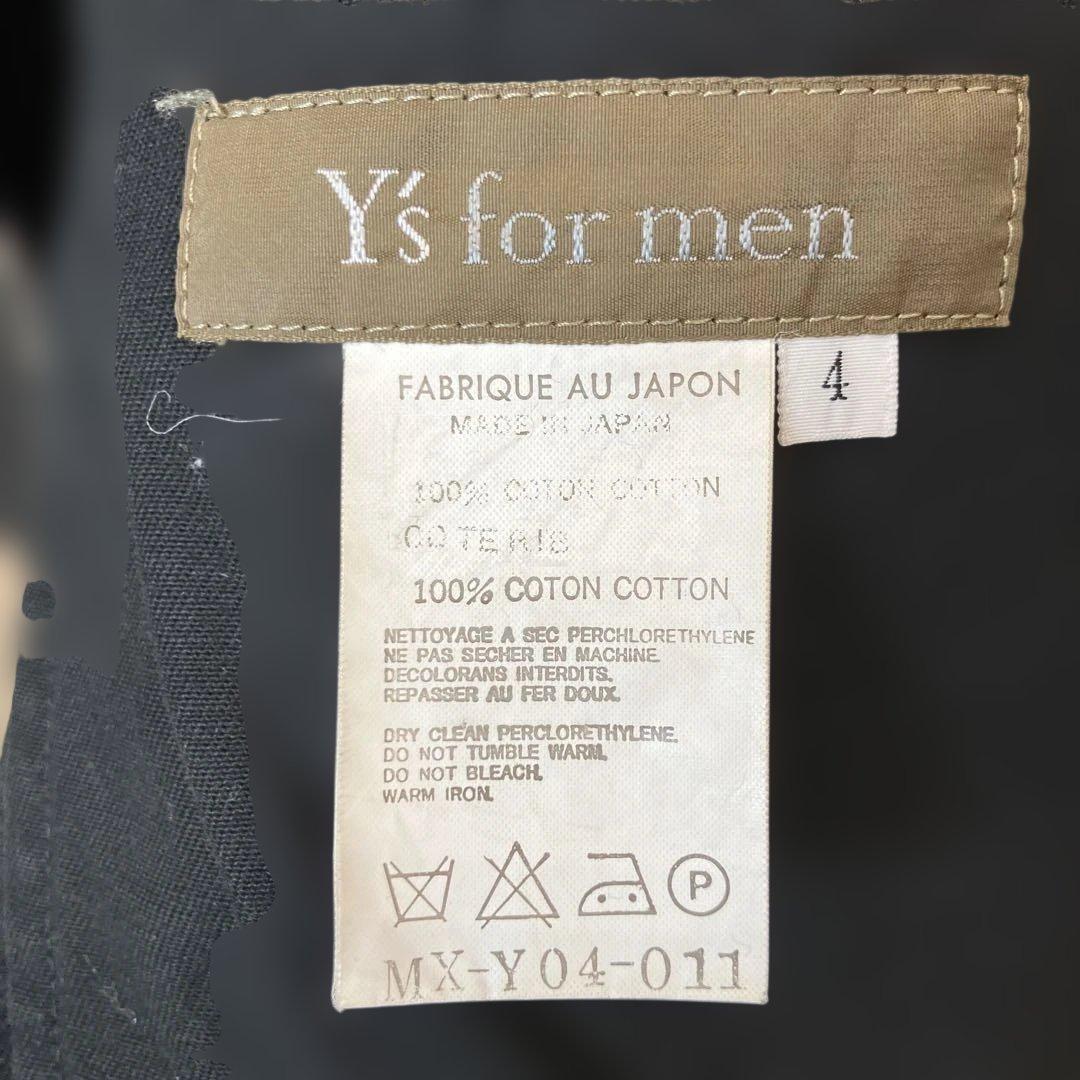 Y's for men
4
FABRIQUE AU JAPON
MADE IN JAPAN
100% COTON COTTON
COTE RIB
100% COTON COTTON
NETTOYAGE A SEC PERCHLORETHYLENE
NE PAS SECHER EN MACHINE.
DECOLORANS INTERDITS.
REPASSER AU FER DOUX.
DRY CLEAN PERCLORETHYLENE.
DO NOT TUMBLE WARM.
DO NOT BLEACH.
WARM IRON.
P
MX-Y04-011